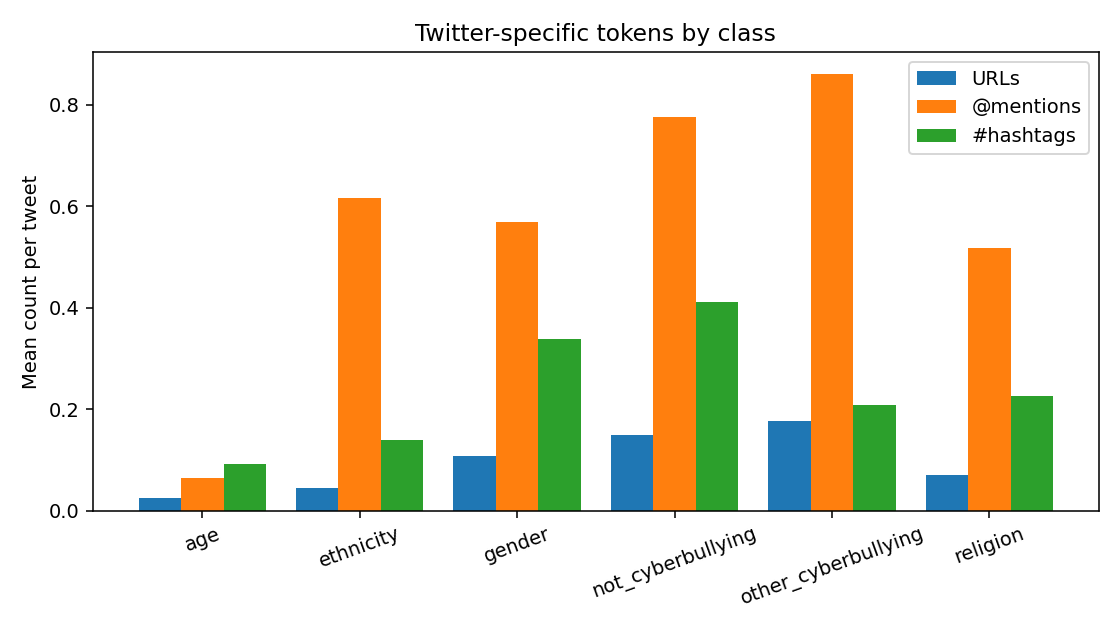 Twitter-specific tokens by class
URLs
@mentions
#hashtags
Mean count per tweet
0.8
0.6
0.4
0.2
0.0
age
ethnicity
gender
not_cyberbullying
other_cyberbullying
religion